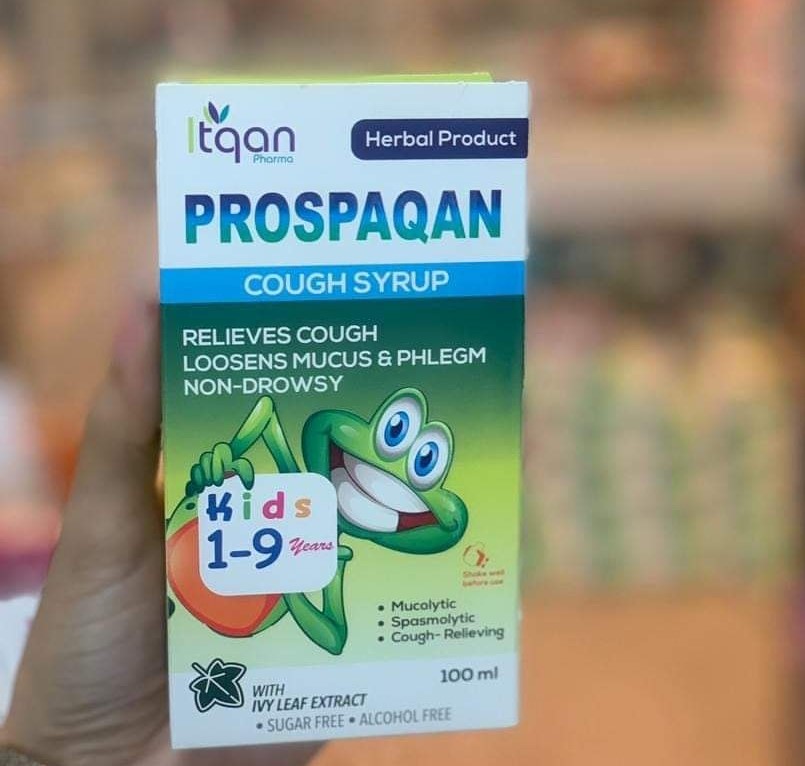 Itqan
Pharma
Herbal Product
PROSPAQAN
COUGH SYRUP
RELIEVES COUGH
LOOSENS MUCUS & PHLEGM
NON-DROWSY
Kids
1-9 Years
Shake well
before use
• Mucolytic
• Spasmolytic
• Cough- Relieving
100 ml
WITH
IVY LEAF EXTRACT
• SUGAR FREE • ALCOHOL FREE